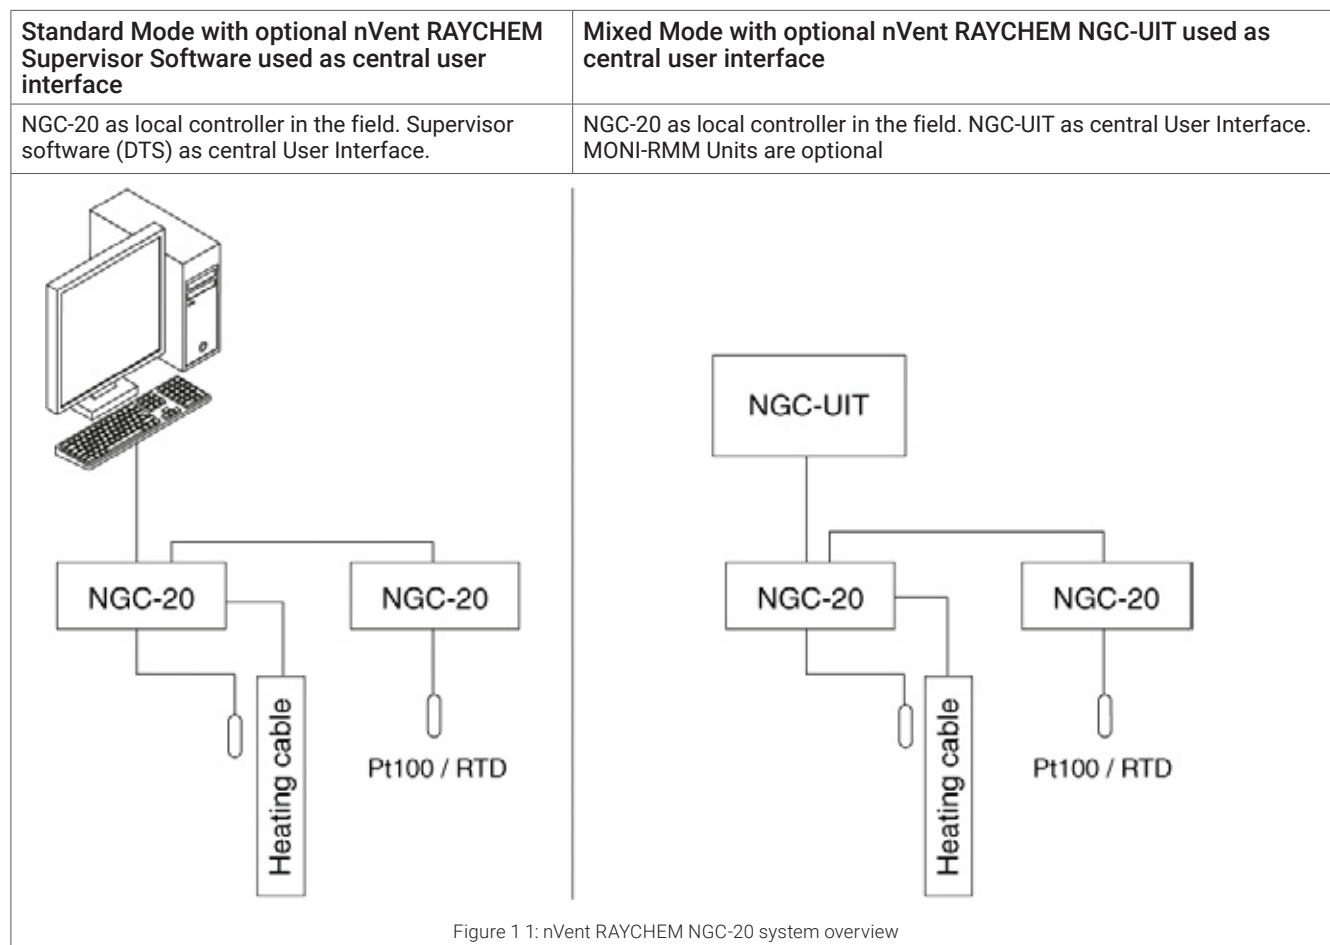 Standard Mode with optional nVent RAYCHEM
Supervisor Software used as central user
interface
Mixed Mode with optional nVent RAYCHEM NGC-UIT used as
central user interface
NGC-20 as local controller in the field. Supervisor
software (DTS) as central User Interface.
NGC-20 as local controller in the field. NGC-UIT as central User Interface.
MONI-RMM Units are optional
NGC-20
NGC-20
Heating cable
Pt100 / RTD
NGC-UIT
NGC-20
NGC-20
Heating cable
Pt100 / RTD
Figure 1 1: nVent RAYCHEM NGC-20 system overview